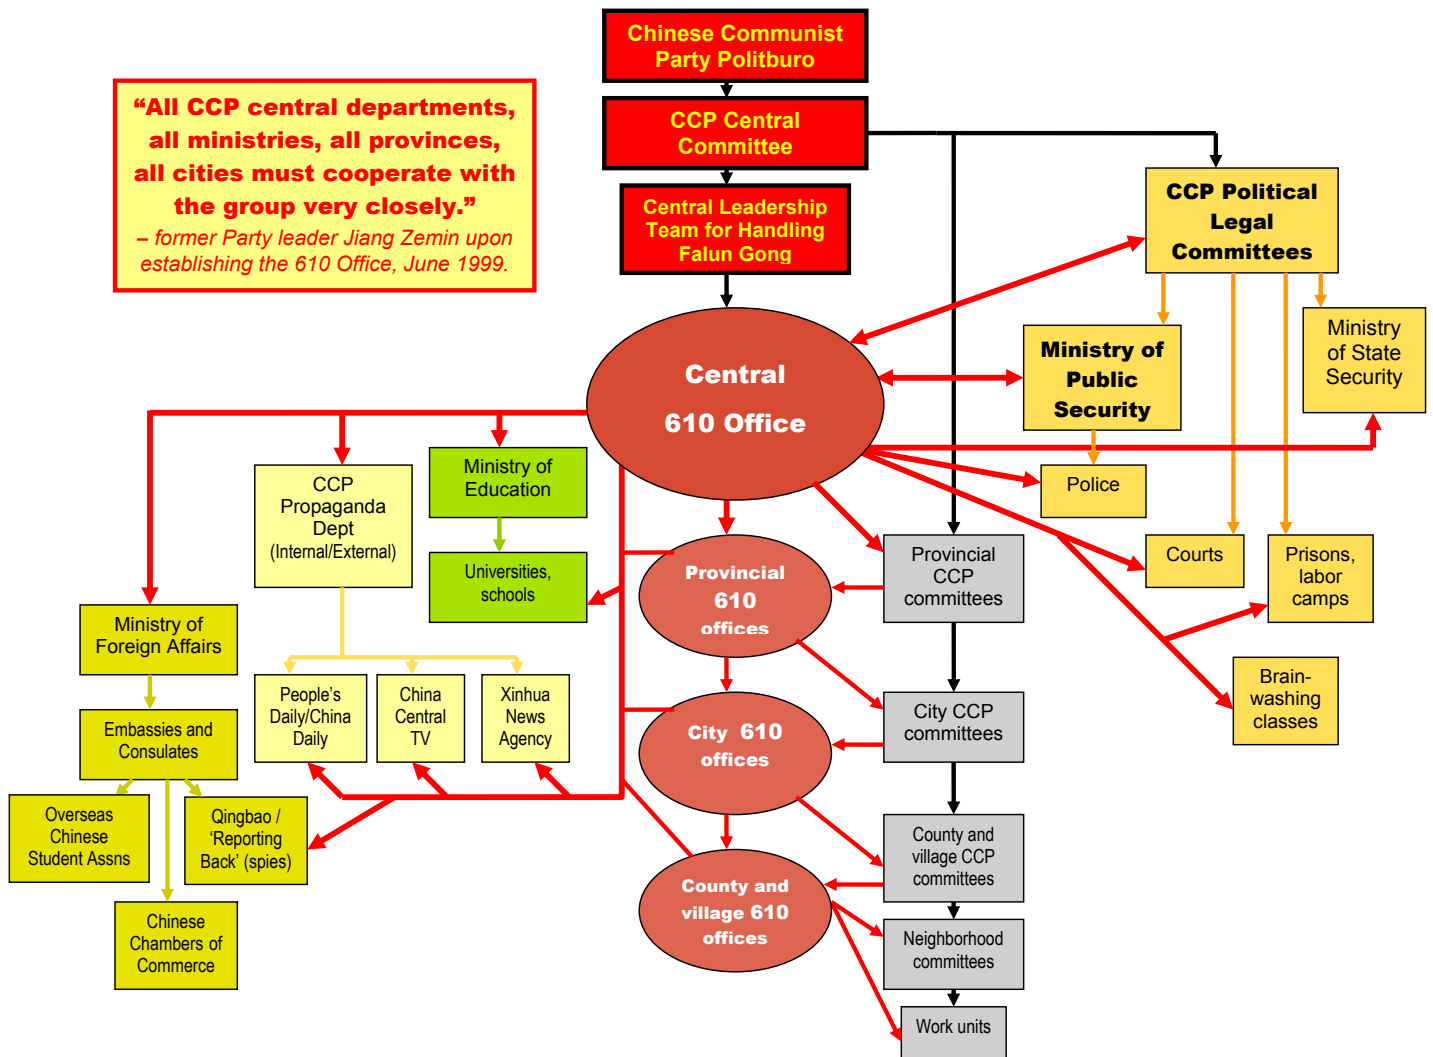 Chinese Communist
Party Politburo
“All CCP central departments,
all ministries, all provinces,
all cities must cooperate with
the group very closely.”
– former Party leader Jiang Zemin upon
establishing the 610 Office, June 1999.
CCP Central
Committee
Central Leadership
Team for Handling
Falun Gong
CCP Political
Legal
Committees
Central
610 Office
Ministry of
Public
Security
Ministry
of State
Security
CCP
Propaganda
Dept
(Internal/External)
Ministry of
Education
Police
Universities,
schools
Provincial
610
offices
Provincial
CCP
committees
Courts
Prisons,
labor
camps
Ministry of
Foreign Affairs
People’s
Daily/China
Daily
China
Central
TV
Xinhua
News
Agency
City 610
offices
City CCP
committees
Brain-
washing
classes
Embassies and
Consulates
Overseas
Chinese
Student Assns
Qingbao /
‘Reporting
Back’ (spies)
County and
village CCP
committees
County and
village 610
offices
Chinese
Chambers of
Commerce
Neighborhood
committees
Work units